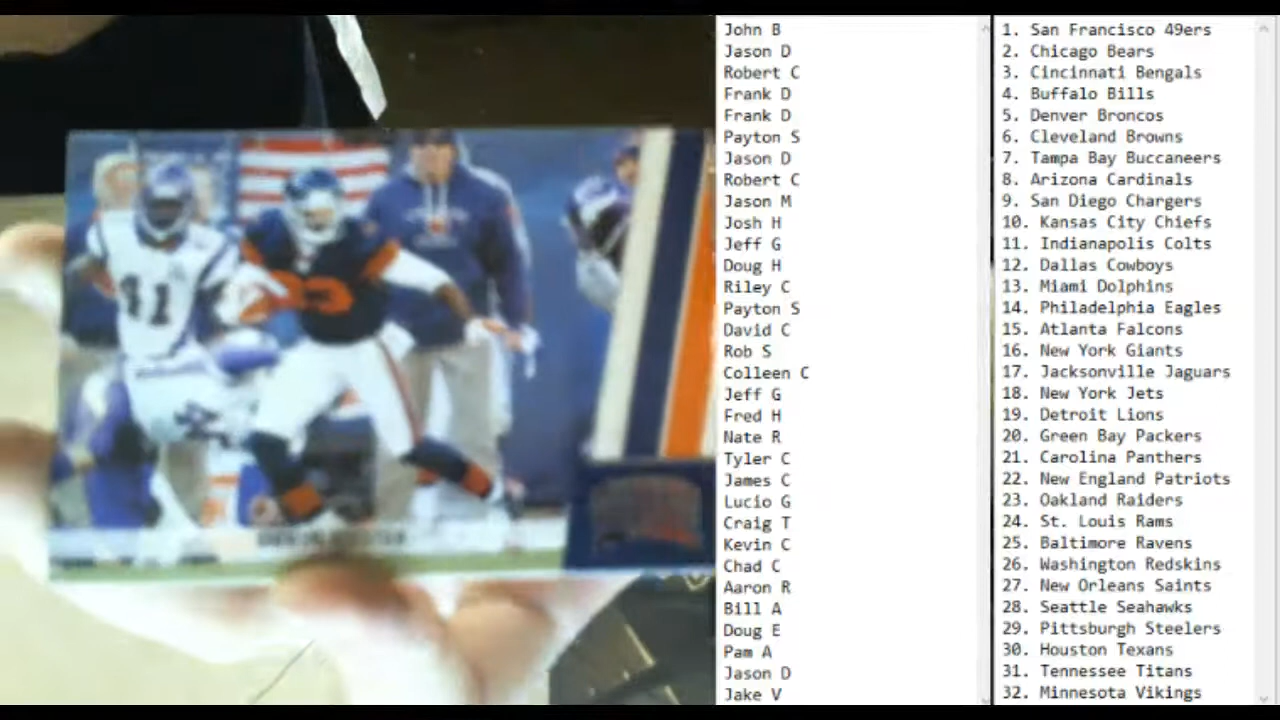 John B
Jason D
Robert C
Frank D
Frank D
Payton S
Jason D
Robert C
Jason M
Josh H
Jeff G
Doug H
Riley C
Payton S
David C
Rob S
Colleen C
Jeff G
Fred H
Nate R
Tyler C
James C
Lucio G
Craig T
Kevin C
Chad C
Aaron R
Bill A
Doug E
Pam A
Jason D
Jake V
1. San Francisco 49ers
2. Chicago Bears
3. Cincinnati Bengals
4. Buffalo Bills
5. Denver Broncos
6. Cleveland Browns
7. Tampa Bay Buccaneers
8. Arizona Cardinals
9. San Diego Chargers
10. Kansas City Chiefs
11. Indianapolis Colts
12. Dallas Cowboys
13. Miami Dolphins
14. Philadelphia Eagles
15. Atlanta Falcons
16. New York Giants
17. Jacksonville Jaguars
18. New York Jets
19. Detroit Lions
20. Green Bay Packers
21. Carolina Panthers
22. New England Patriots
23. Oakland Raiders
24. St. Louis Rams
25. Baltimore Ravens
26. Washington Redskins
27. New Orleans Saints
28. Seattle Seahawks
29. Pittsburgh Steelers
30. Houston Texans
31. Tennessee Titans
32. Minnesota Vikings
41